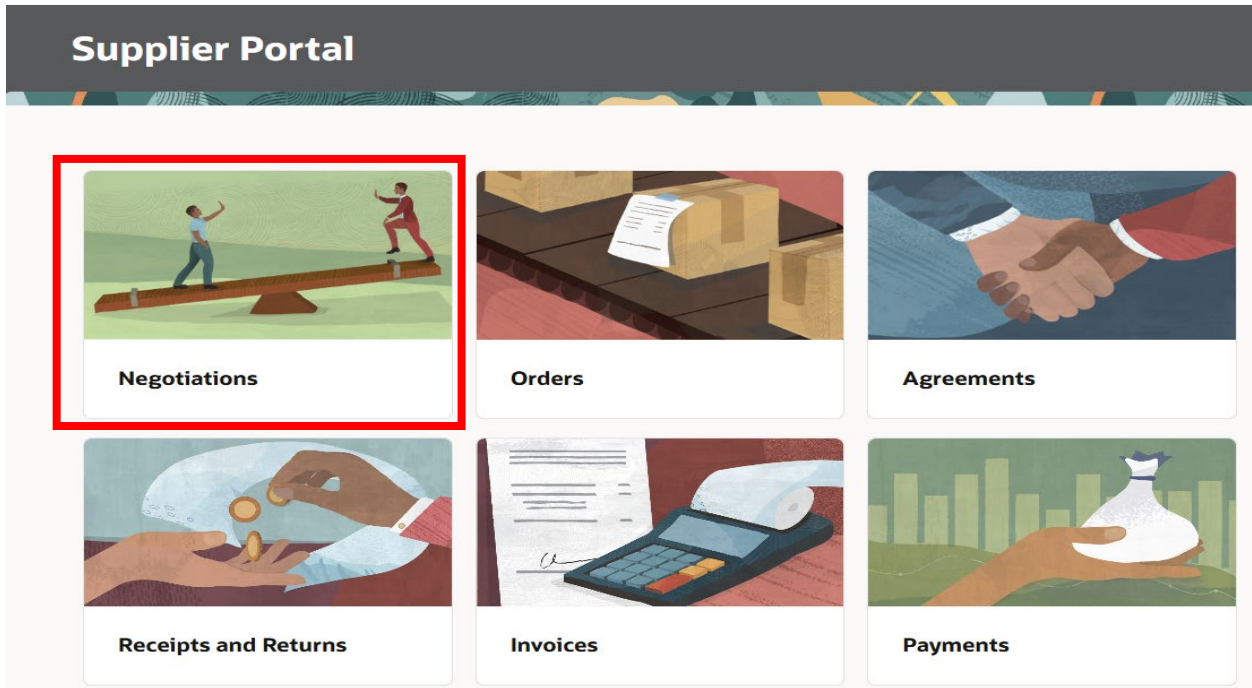 Supplier Portal
Negotiations
Orders
Agreements
Receipts and Returns
Invoices
Payments